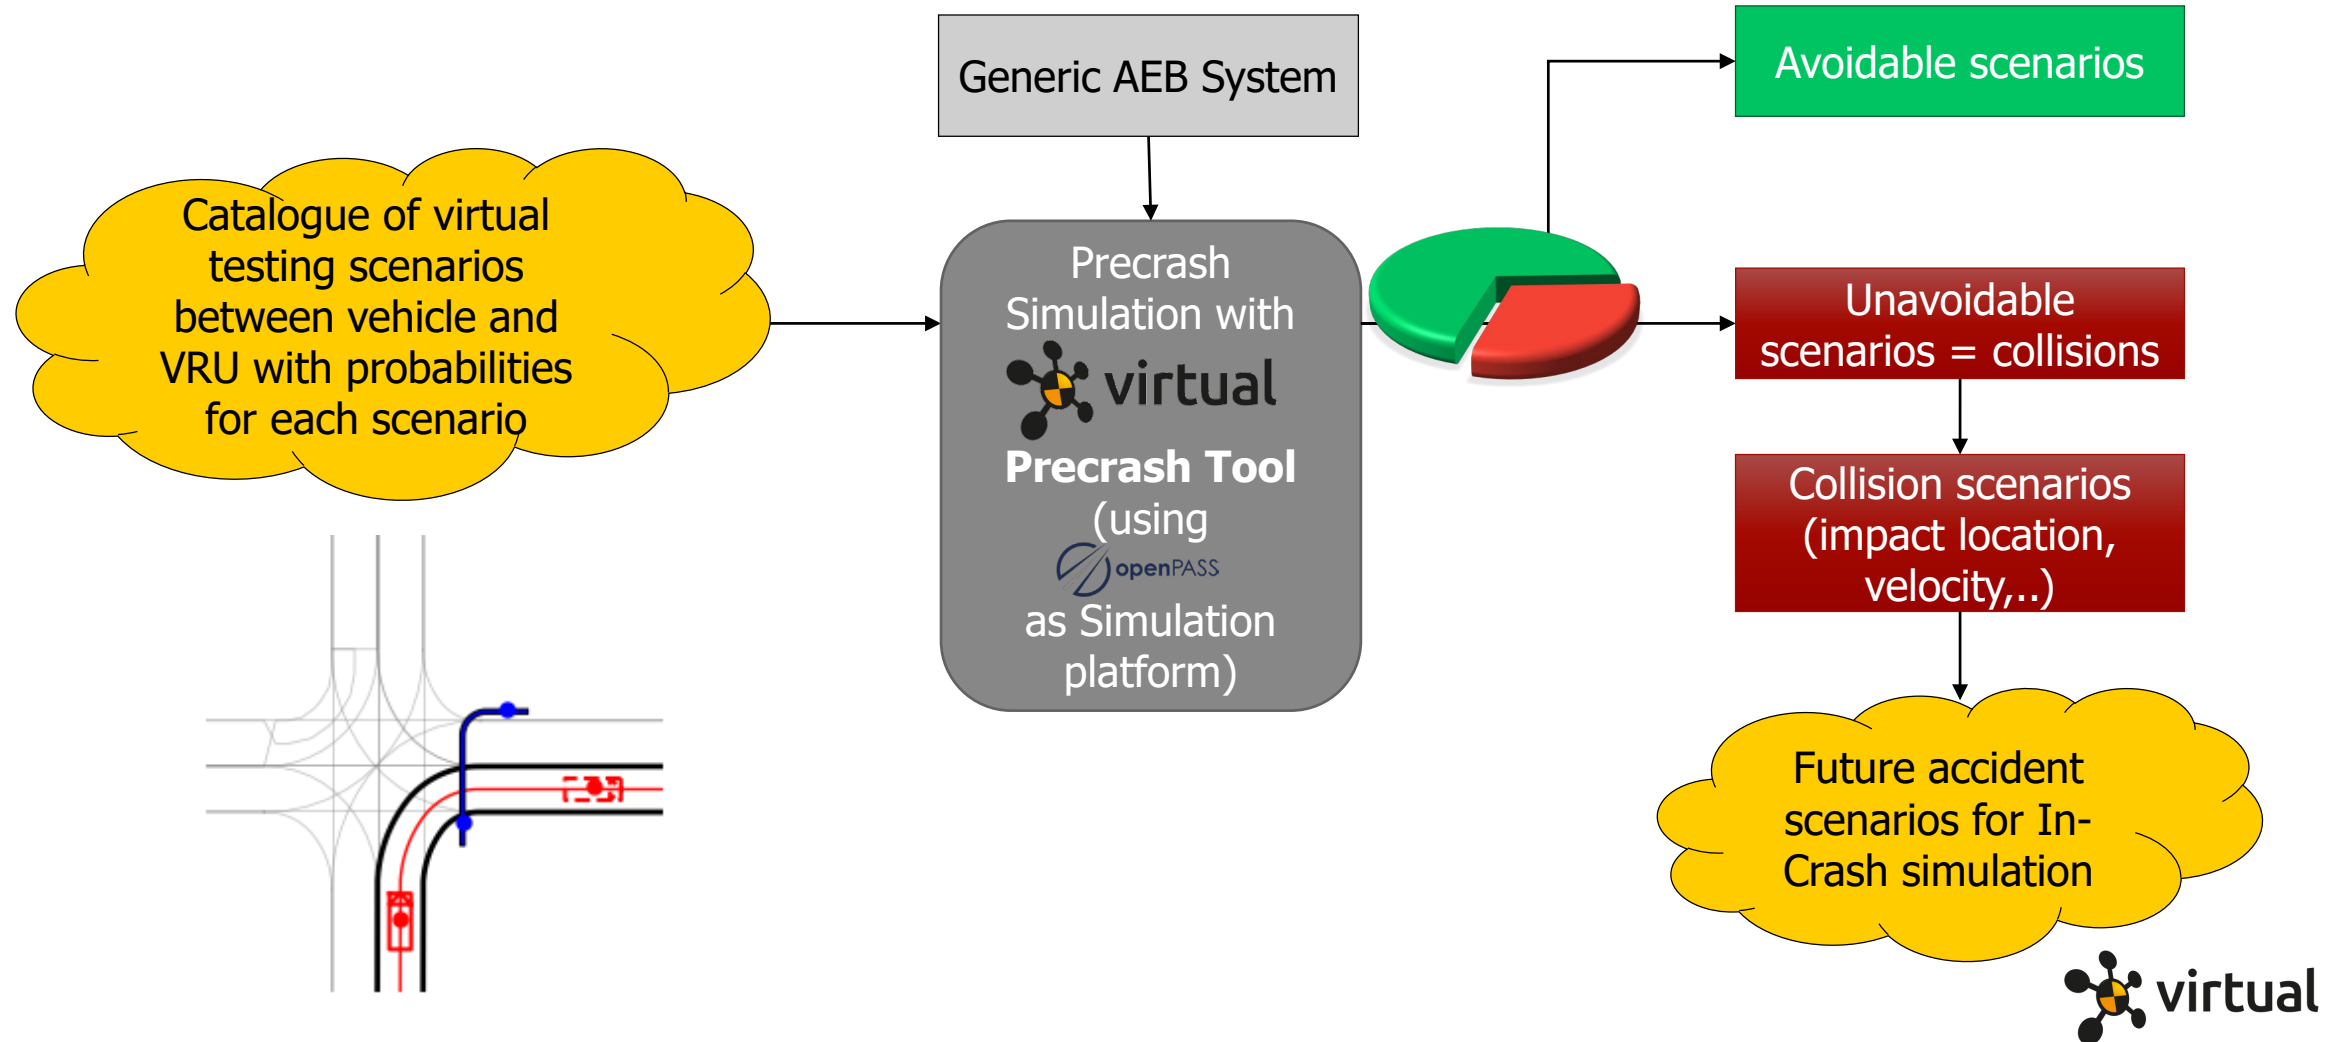 Generic AEB System
Avoidable scenarios
Catalogue of virtual
testing scenarios
between vehicle and
VRU with probabilities
for each scenario
Precrash
Simulation with
virtual
Precrash Tool
(using
openPASS
as Simulation
platform)
Unavoidable
scenarios = collisions
Collision scenarios
(impact location,
velocity,..)
Future accident
scenarios for In-
Crash simulation
virtual